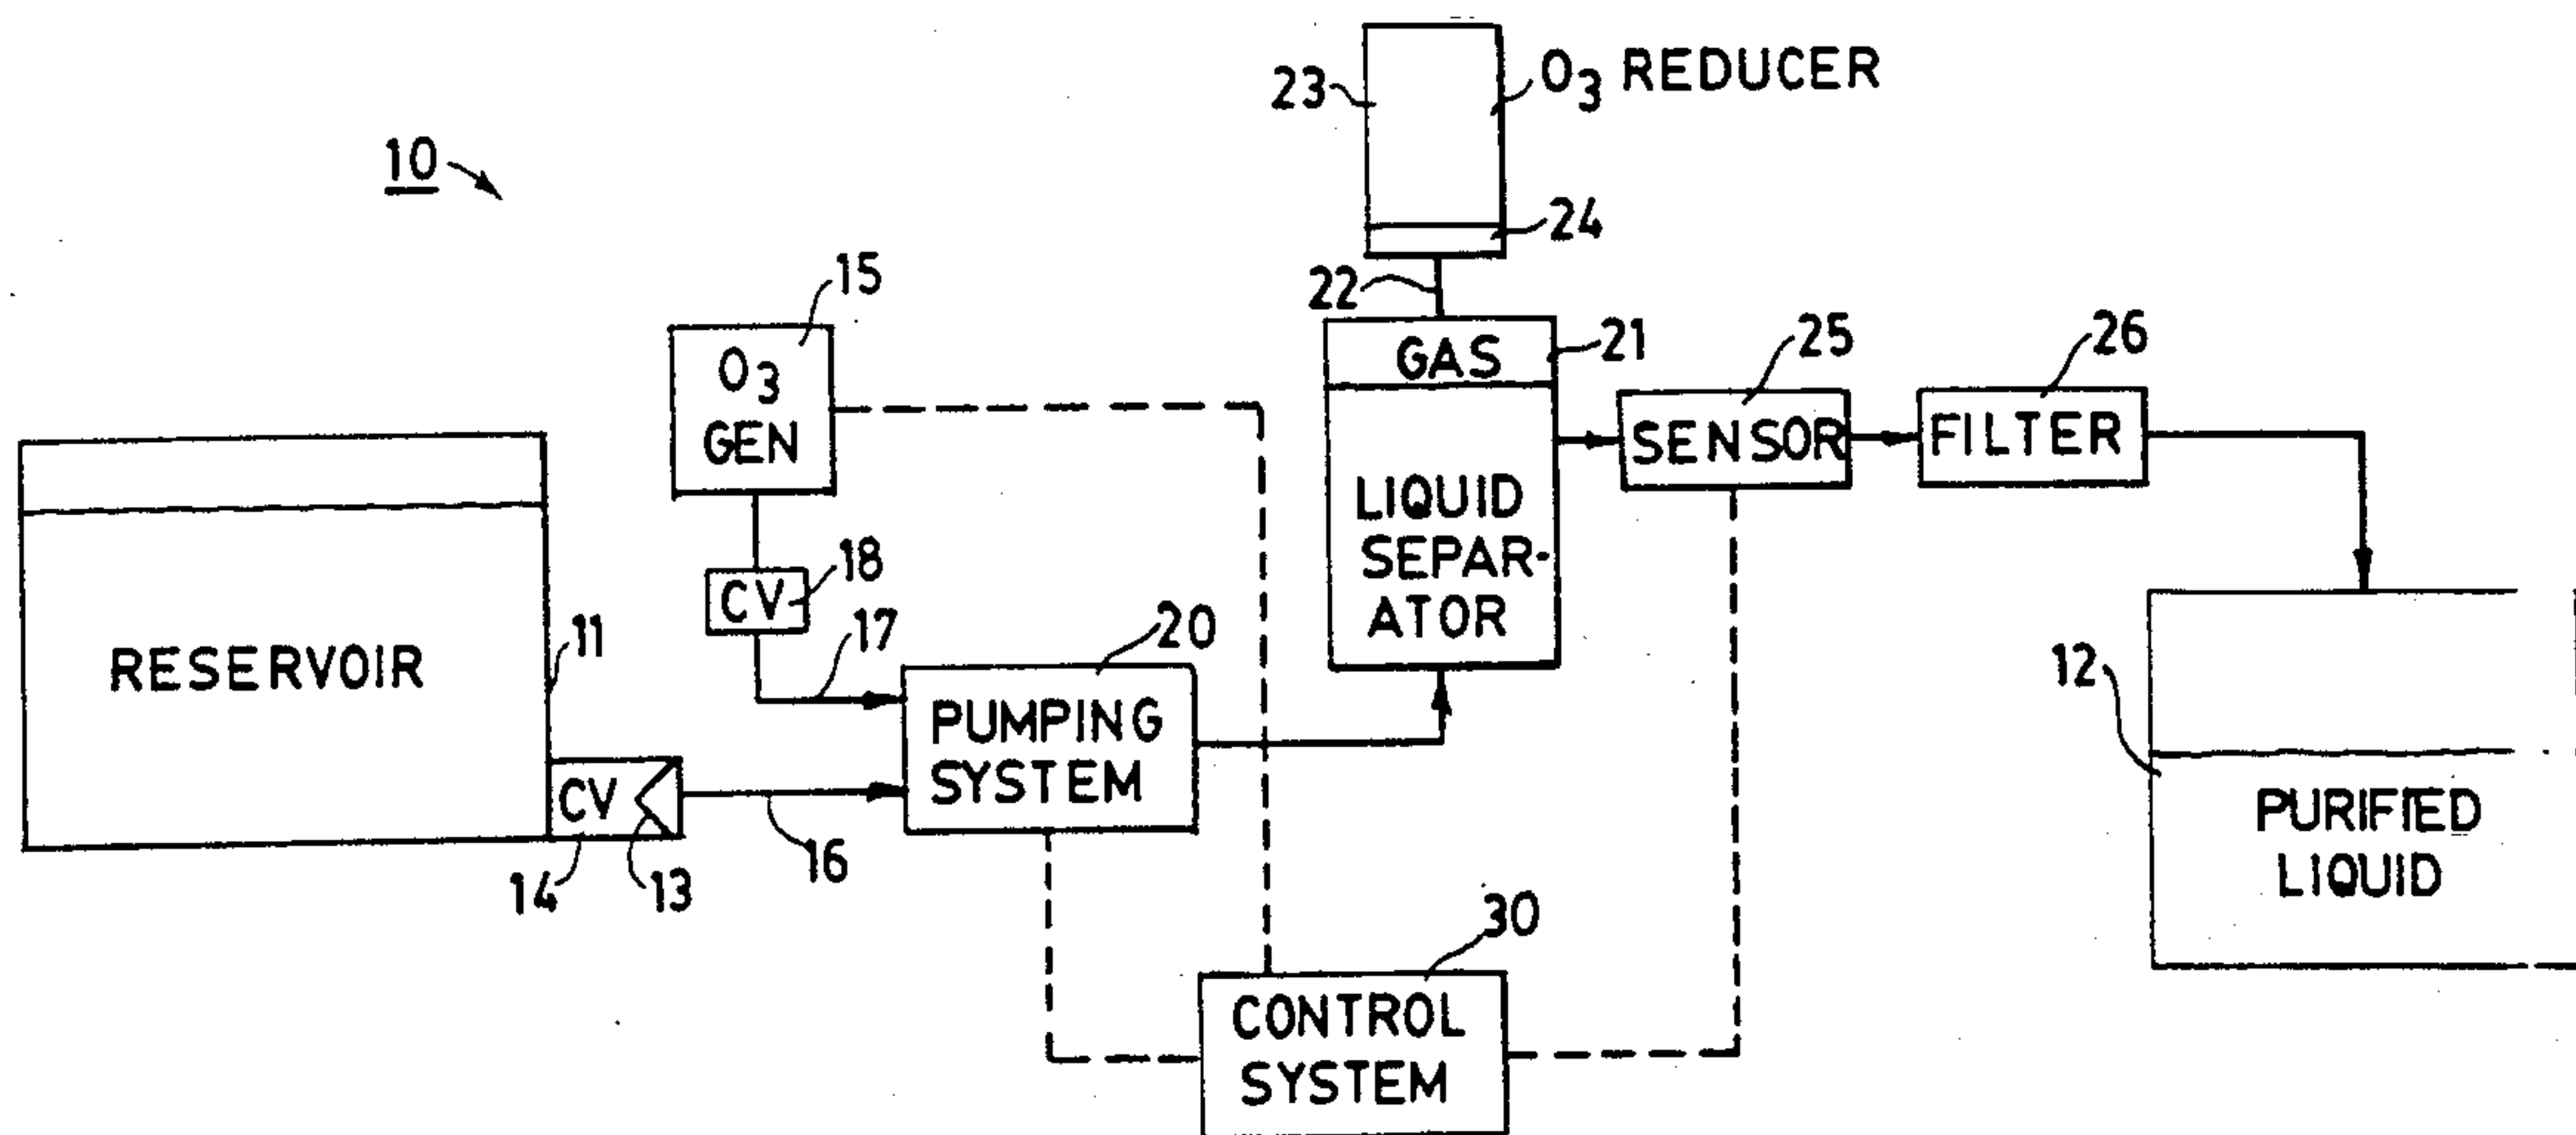 10
RESERVOIR
11
CV
14
13
16
15
O3
GEN
CV
18
17
20
PUMPING
SYSTEM
23
O3 REDUCER
24
22
GAS
21
LIQUID
SEPAR-
ATOR
25
SENSOR
26
FILTER
12
PURIFIED
LIQUID
30
CONTROL
SYSTEM